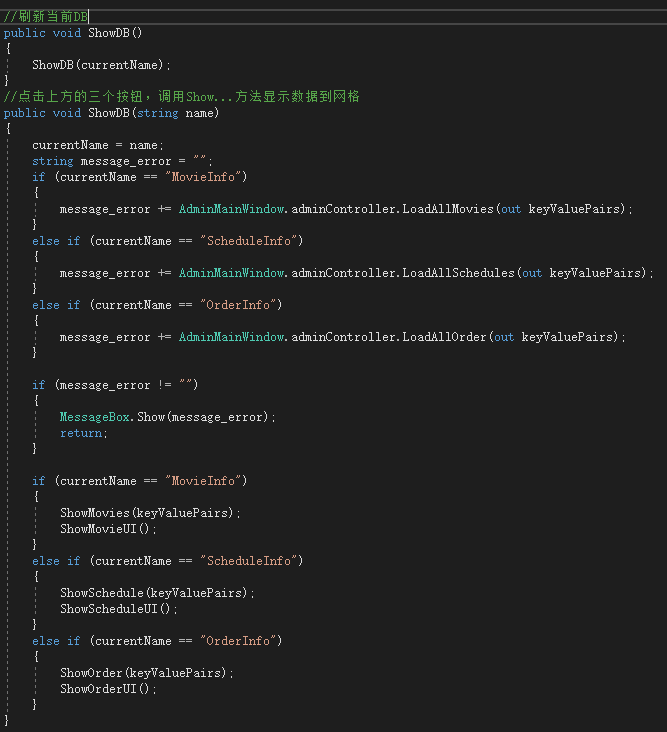 //刷新当前DB
public void ShowDB()
{
    ShowDB(currentName);
}
//点击上方的三个按钮，调用Show...方法显示数据到网格
public void ShowDB(string name)
{
    currentName = name;
    string message_error = "";
    if (currentName == "MovieInfo")
    {
        message_error += AdminMainWindow.adminController.LoadAllMovies(out keyValuePairs);
    }
    else if (currentName == "ScheduleInfo")
    {
        message_error += AdminMainWindow.adminController.LoadAllSchedules(out keyValuePairs);
    }
    else if (currentName == "OrderInfo")
    {
        message_error += AdminMainWindow.adminController.LoadAllOrder(out keyValuePairs);
    }

    if (message_error != "")
    {
        MessageBox.Show(message_error);
        return;
    }

    if (currentName == "MovieInfo")
    {
        ShowMovies(keyValuePairs);
        ShowMovieUI();
    }
    else if (currentName == "ScheduleInfo")
    {
        ShowSchedule(keyValuePairs);
        ShowScheduleUI();
    }
    else if (currentName == "OrderInfo")
    {
        ShowOrder(keyValuePairs);
        ShowOrderUI();
    }
}